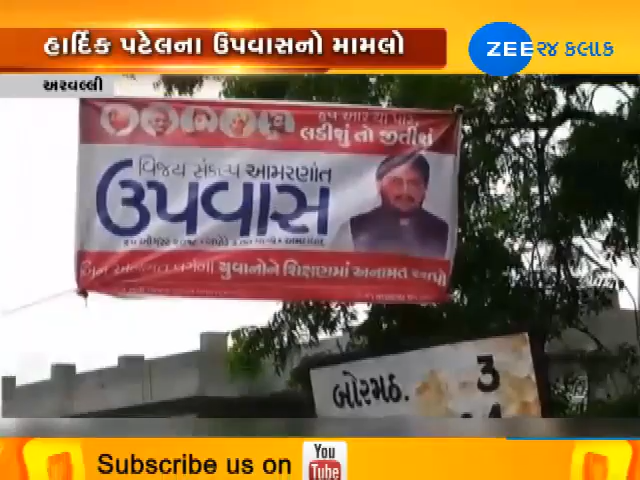 હાર્દિક પટેલના ઉપવાસનો મામલો
ZEE ૨૪ કલાક
અરવલ્લી
લડીશું તો જીતીશું
વિજય સંકલ્પ આમરણાંત
ઉપવાસ
યુવાનોને શિક્ષણમાં અનામત આપો
બોરમઠ. 3
Subscribe us on
You
Tube